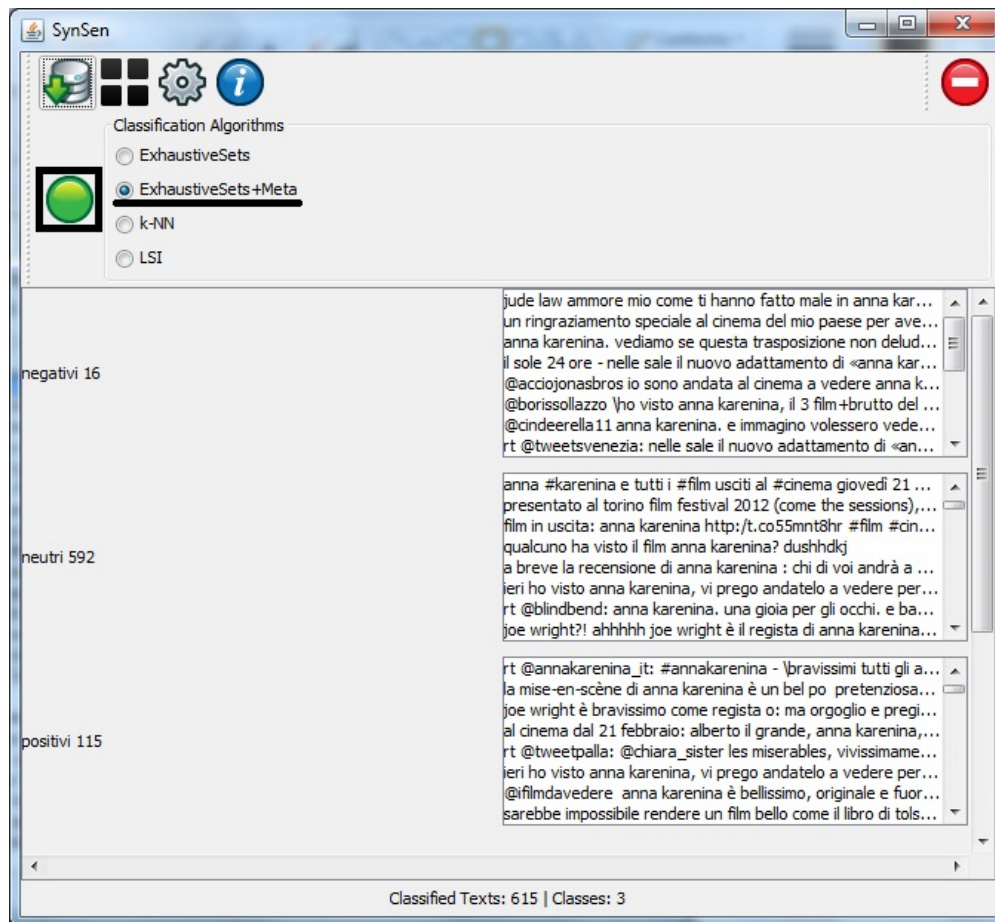 SynSen
Classification Algorithms
ExhaustiveSets
ExhaustiveSets+Meta
k-NN
LSI
negativi 16
jude law ammore mio come ti hanno fatto male in anna kar...
un ringraziamento speciale al cinema del mio paese per ave...
anna karenina. vediamo se questa trasposizione non delud...
il sole 24 ore - nelle sale il nuovo adattamento di «anna kar...
@acciojonasbros io sono andata al cinema a vedere anna k...
@borissollazzo \ho visto anna karenina, il 3 film+brutto del ...
@cindeerella11 anna karenina. e immagino volessero vede...
rt @tweetsvenezia: nelle sale il nuovo adattamento di «an...
neutri 592
anna #karenina e tutti i #film usciti al #cinema giovedì 21 ...
presentato al torino film festival 2012 (come the sessions),...
film in uscita: anna karenina http:/t.co55mnt8hr #film #cin...
qualcuno ha visto il film anna karenina? dushhdkj
a breve la recensione di anna karenina : chi di voi andrà a ...
ieri ho visto anna karenina, vi prego andatelo a vedere per...
rt @blindbend: anna karenina. una gioia per gli occhi. e ba...
joe wright?! ahhhhh joe wright è il regista di anna karenina...
positivi 115
rt @annakarenina_it: #annakarenina - \bravissimi tutti gli a...
la mise-en-scène di anna karenina è un bel po  pretenziosa...
joe wright è bravissimo come regista o: ma orgoglio e pregi...
al cinema dal 21 febbraio: alberto il grande, anna karenina,...
rt @tweetpalla: @chiara_sister les miserables, vivissimame...
ieri ho visto anna karenina, vi prego andatelo a vedere per...
@ifilmdavedere  anna karenina è bellissimo, originale e fuor...
sarebbe impossibile rendere un film bello come il libro di tols...
Classified Texts: 615 | Classes: 3